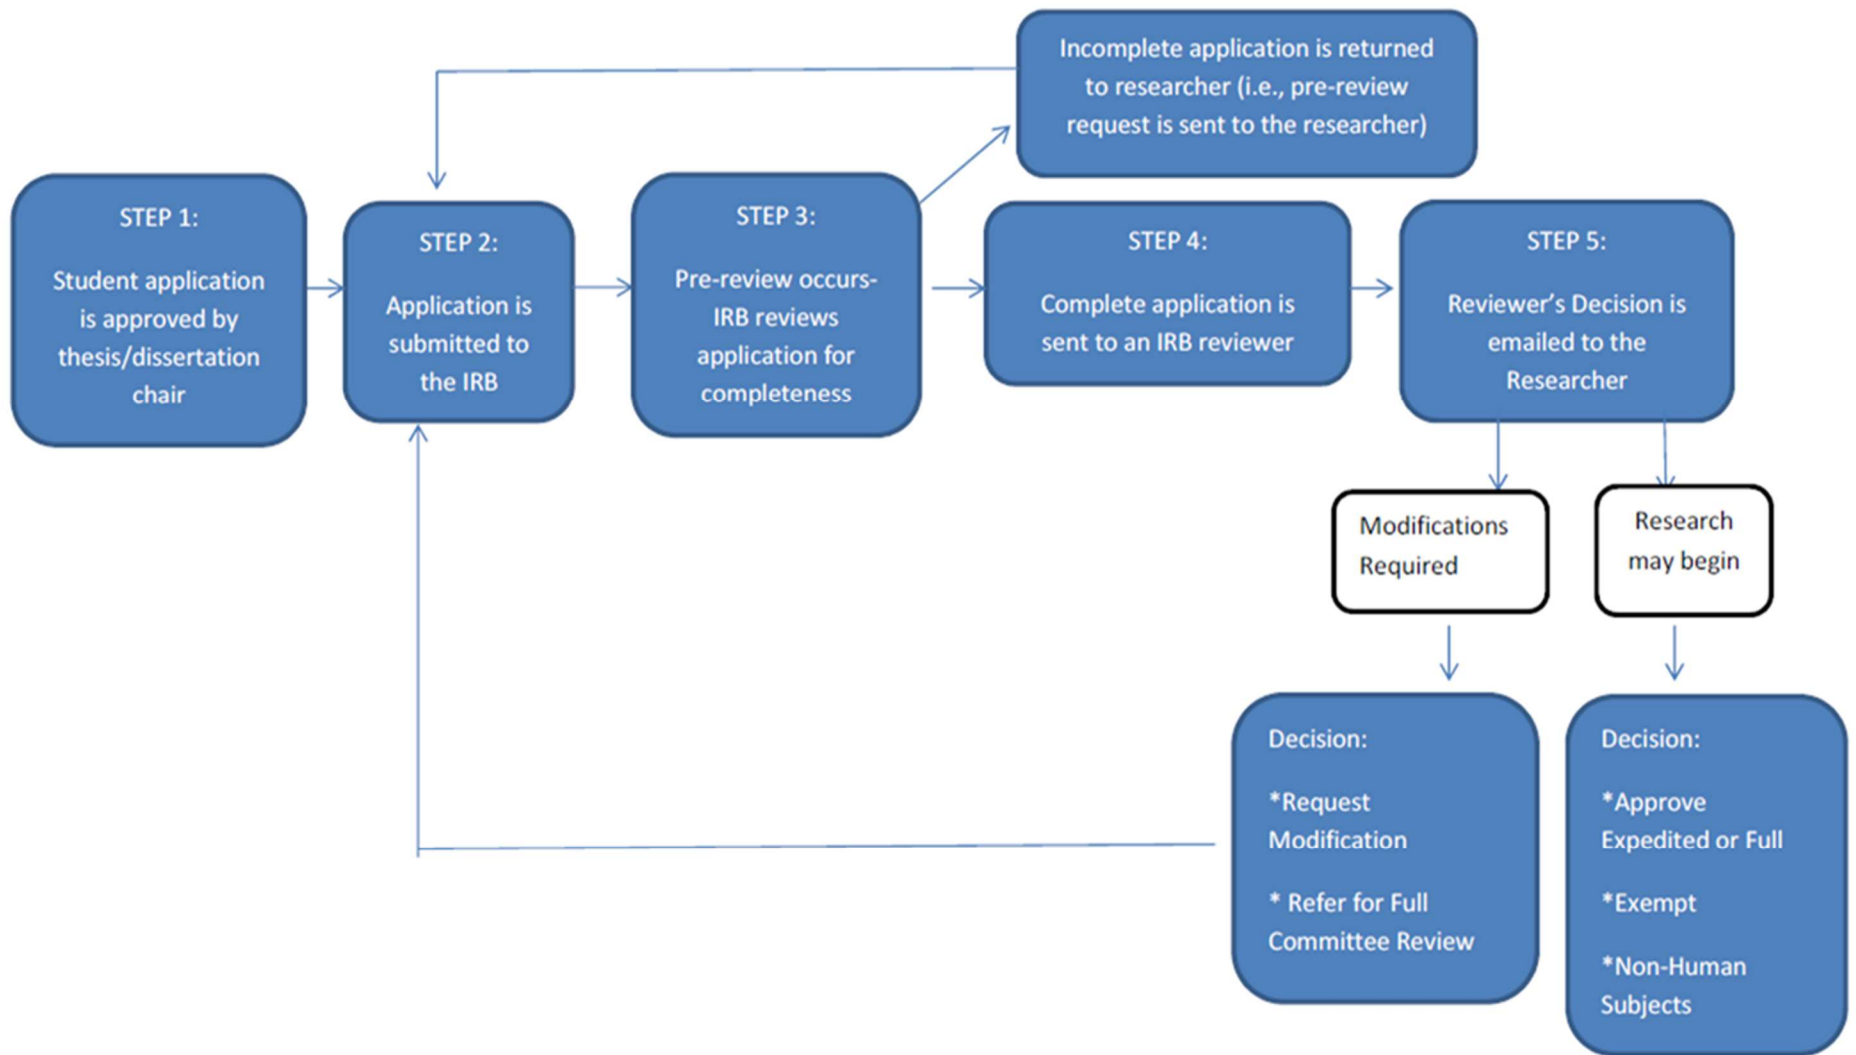 Incomplete application is returned
to researcher (i.e., pre-review
request is sent to the researcher)
STEP 1:
Student application
is approved by
thesis/dissertation
chair
STEP 2:
Application is
submitted to
the IRB
STEP 3:
Pre-review occurs-
IRB reviews
application for
completeness
STEP 4:
Complete application is
sent to an IRB reviewer
STEP 5:
Reviewer’s Decision is
emailed to the
Researcher
Modifications
Required
Research
may begin
Decision:
*Request
Modification
* Refer for Full
Committee Review
Decision:
*Approve
Expedited or Full
*Exempt
*Non-Human
Subjects